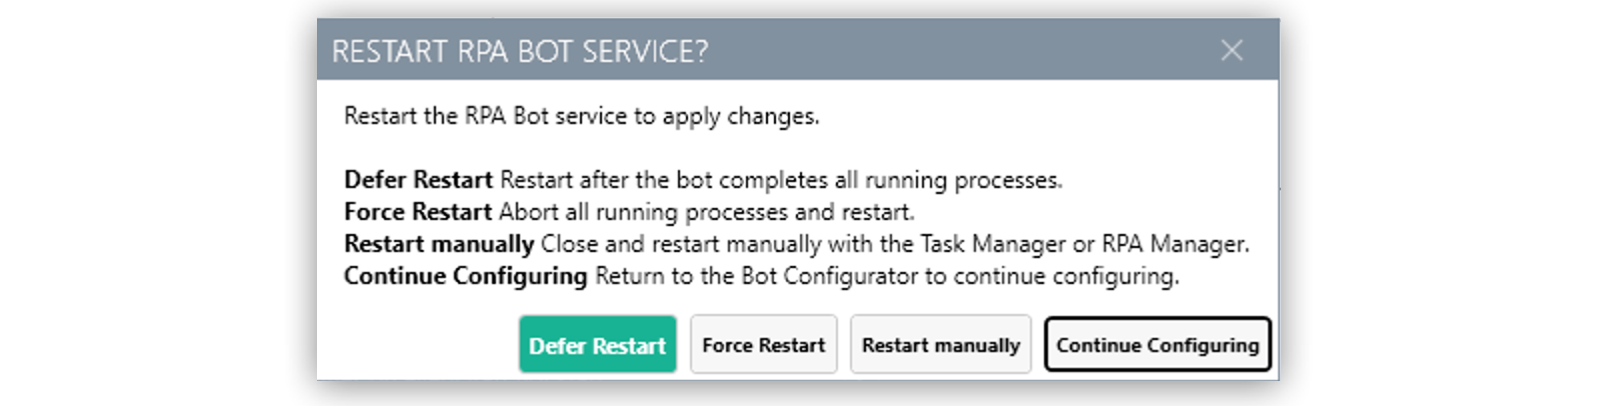 RESTART RPA BOT SERVICE?
Restart the RPA Bot service to apply changes.
Defer Restart Restart after the bot completes all running processes.
Force Restart Abort all running processes and restart.
Restart manually Close and restart manually with the Task Manager or RPA Manager.
Continue Configuring Return to the Bot Configurator to continue configuring.
Defer Restart Force Restart Restart manually Continue Configuring